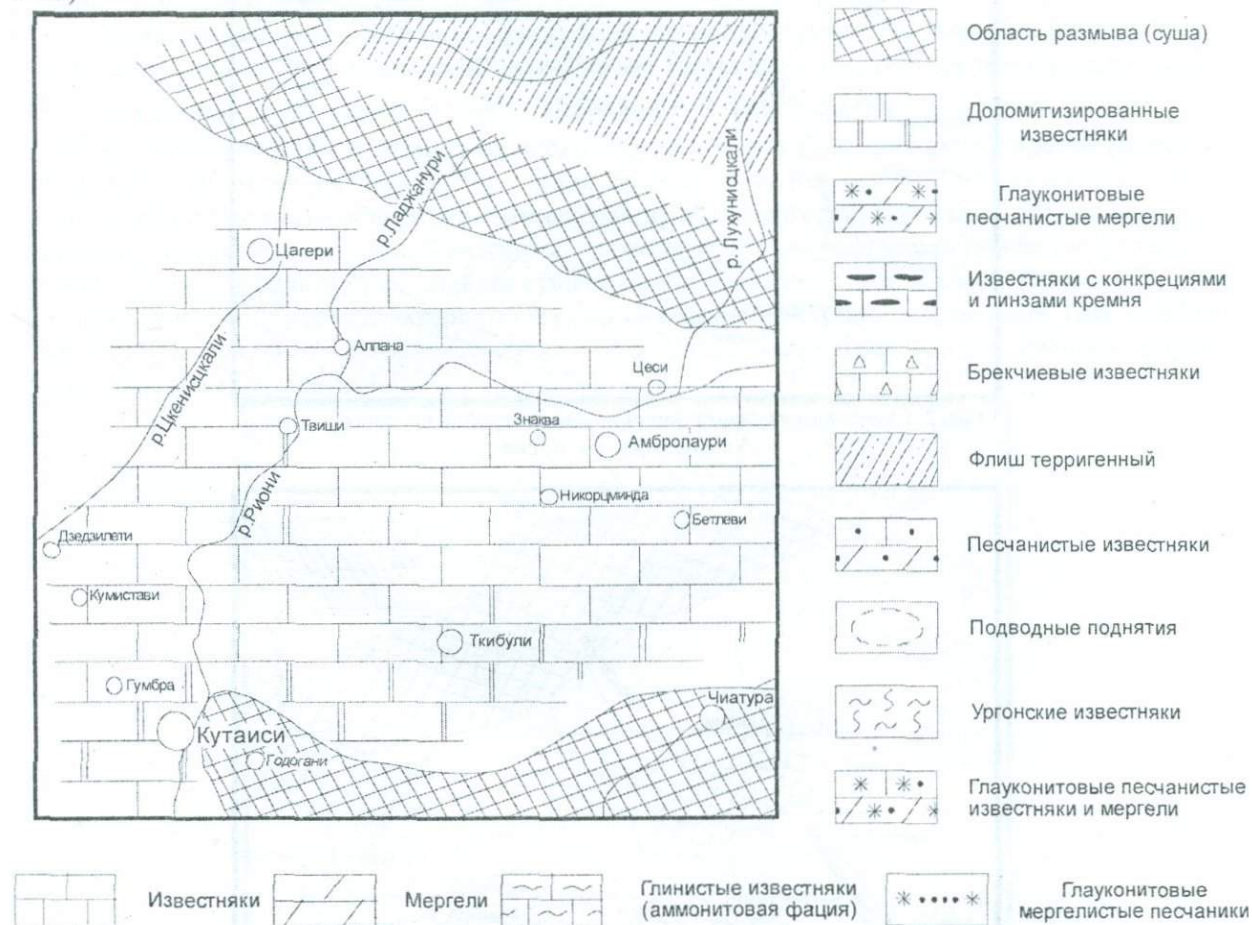 Цагери
р.Ладжанури
р. Лухунисцкали
р.Цкенисцкали
Алпана
Цеси
Твиши
Знаква
Амбролаури
р.Риони
Никорцминда
Бетлеви
Дзедзилети
Кумистави
Ткибули
Гумбра
Чиатура
Кутаиси
Годогани
Область размыва (суша)
Доломитизированные
известняки
Глауконитовые
песчанистые мергели
Известняки с конкрециями
и линзами кремня
Брекчиевые известняки
Флиш терригенный
Песчанистые известняки
Подводные поднятия
Ургонские известняки
Глауконитовые песчанистые
известняки и мергели
Известняки
Мергели
Глинистые известняки
(аммонитовая фация)
Глауконитовые
мергелистые песчаники